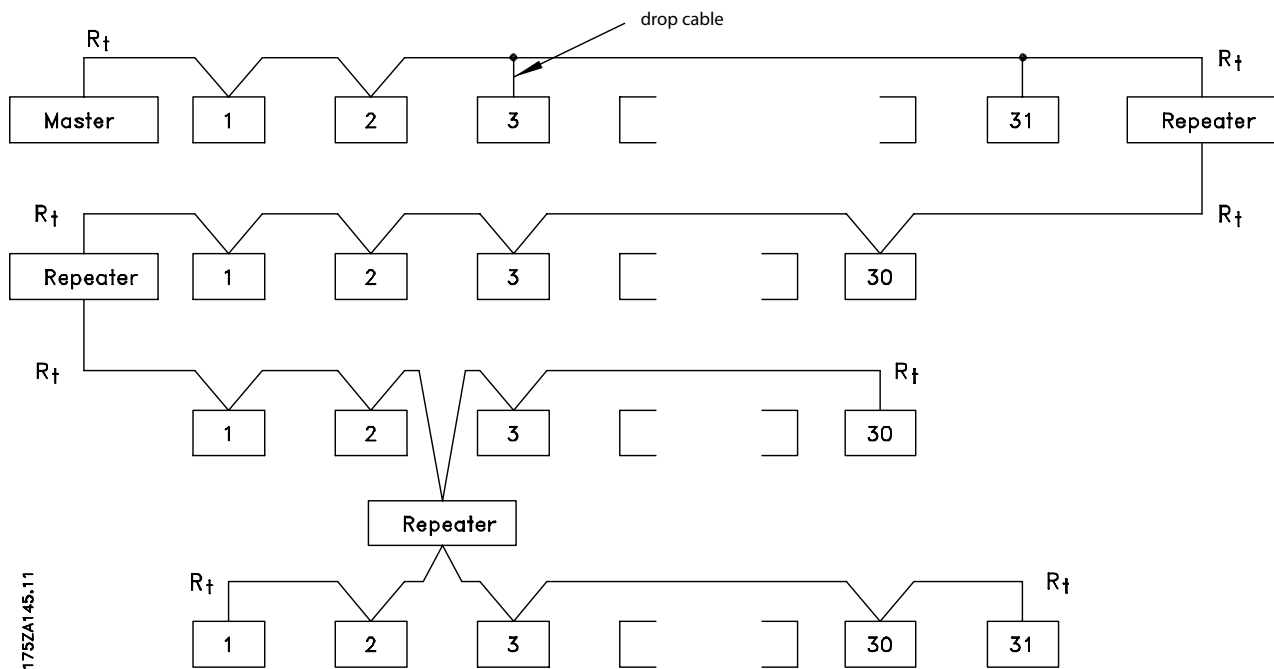 drop cable
Rt Rt
Master 1 2 3 31 Repeater
Rt Rt
Repeater 1 2 3 30
Rt Rt
1 2 3 30
Repeater
Rt Rt
1 2 3 30 31
175ZA145.11